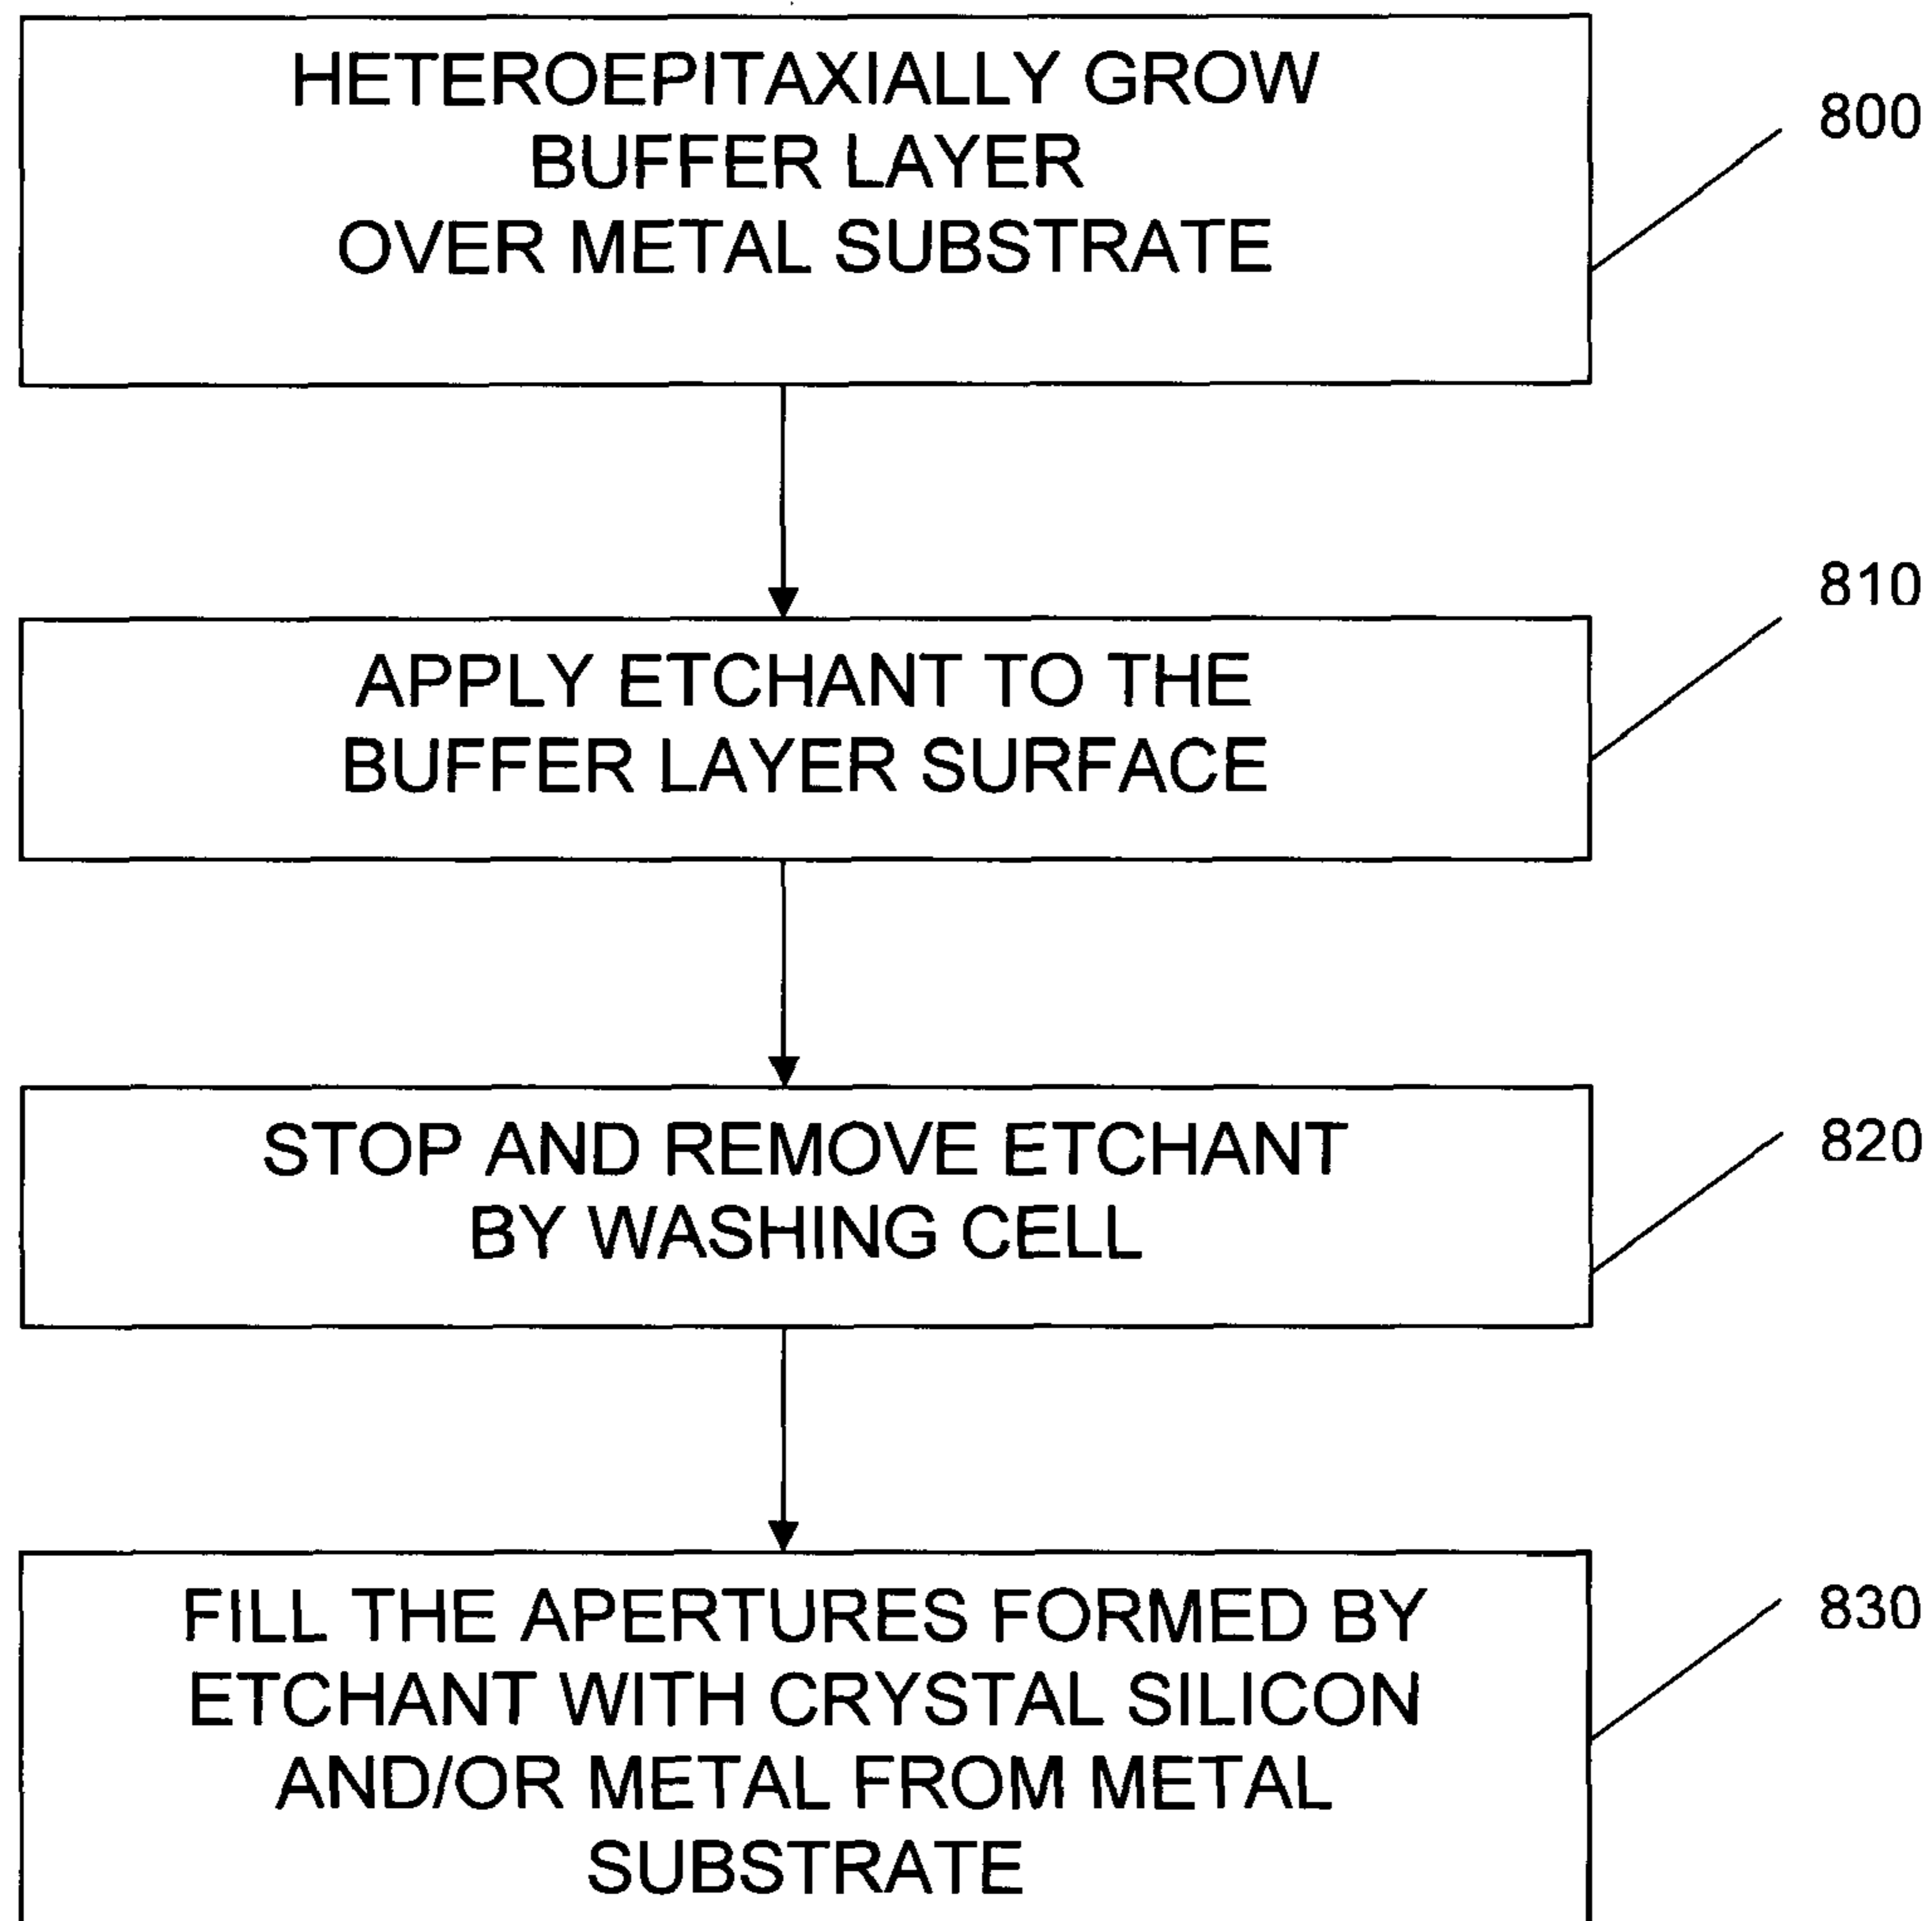 HETEROEPITAXIALLY GROW
BUFFER LAYER
OVER METAL SUBSTRATE
800
APPLY ETCHANT TO THE
BUFFER LAYER SURFACE
810
STOP AND REMOVE ETCHANT
BY WASHING CELL
820
FILL THE APERTURES FORMED BY
ETCHANT WITH CRYSTAL SILICON
AND/OR METAL FROM METAL
SUBSTRATE
830